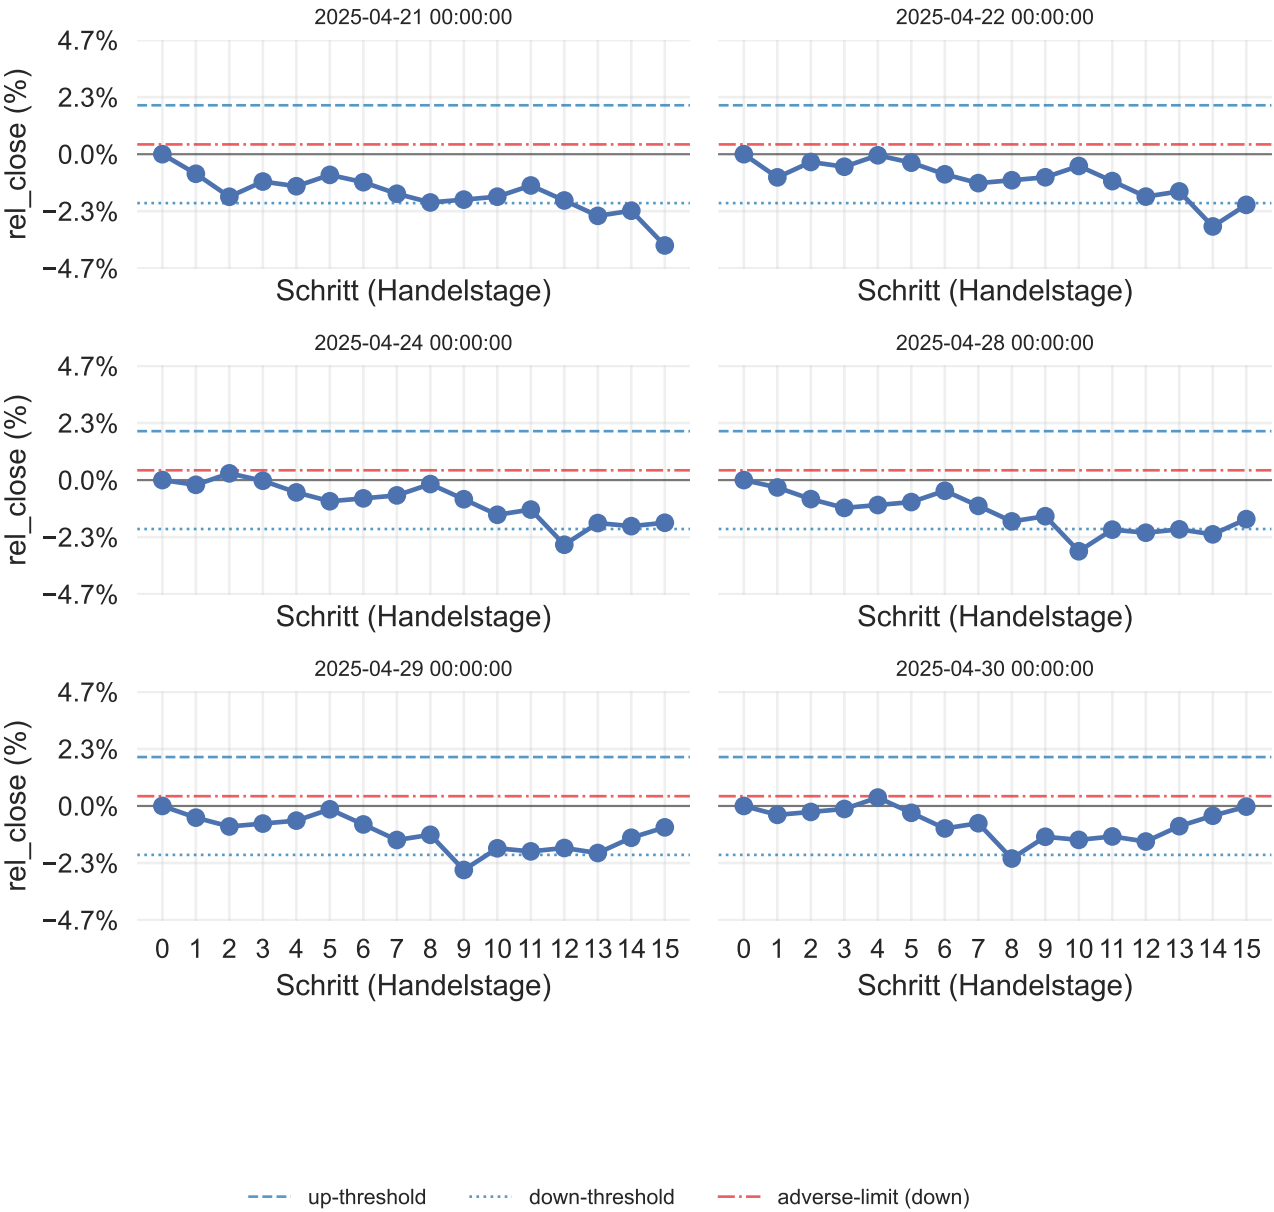 2025-04-21 00:00:00
2025-04-22 00:00:00
4.7%
2.3%
0.0%
−2.3%
−4.7%
rel_close (%)
Schritt (Handelstage)
Schritt (Handelstage)
2025-04-24 00:00:00
2025-04-28 00:00:00
4.7%
2.3%
0.0%
−2.3%
−4.7%
rel_close (%)
Schritt (Handelstage)
Schritt (Handelstage)
2025-04-29 00:00:00
2025-04-30 00:00:00
4.7%
2.3%
0.0%
−2.3%
−4.7%
rel_close (%)
0 1 2 3 4 5 6 7 8 9 10 11 12 13 14 15
0 1 2 3 4 5 6 7 8 9 10 11 12 13 14 15
Schritt (Handelstage)
Schritt (Handelstage)
up-threshold down-threshold adverse-limit (down)